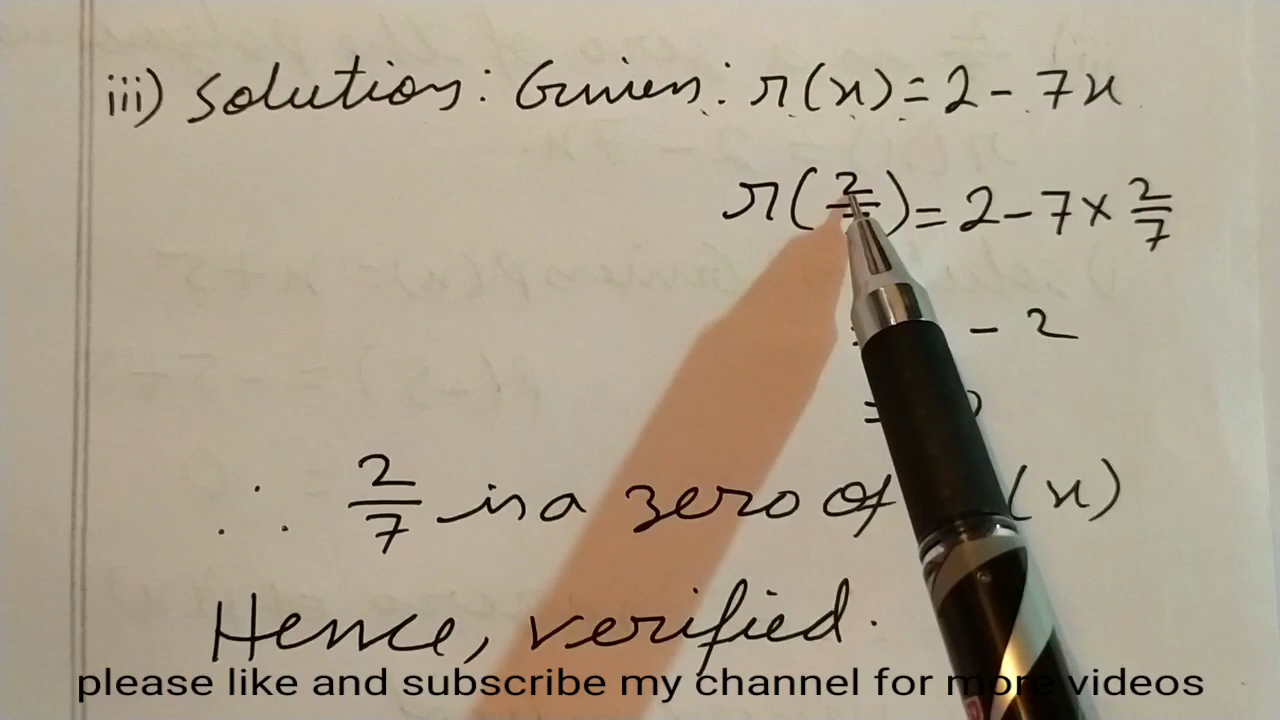 iii) Solution: Given: r(x) = 2 - 7x
r(2/7) = 2 - 7 × 2/7
= - 2
=
∴ 2/7 is a zero of (x)
Hence, verified.
please like and subscribe my channel for more videos